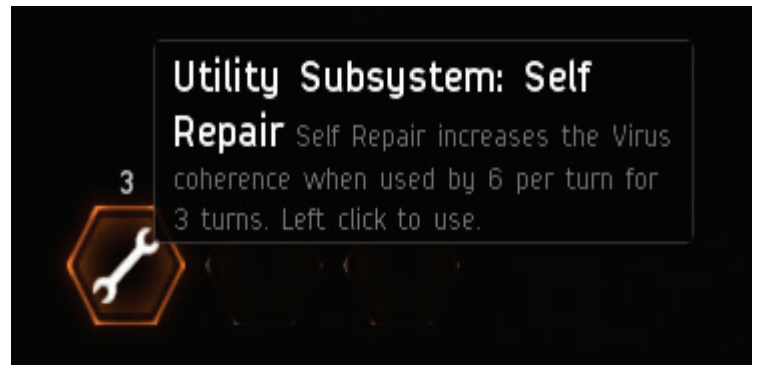 Utility Subsystem: Self
Repair Self Repair increases the Virus
3
coherence when used by 6 per turn for
3 turns. Left click to use.